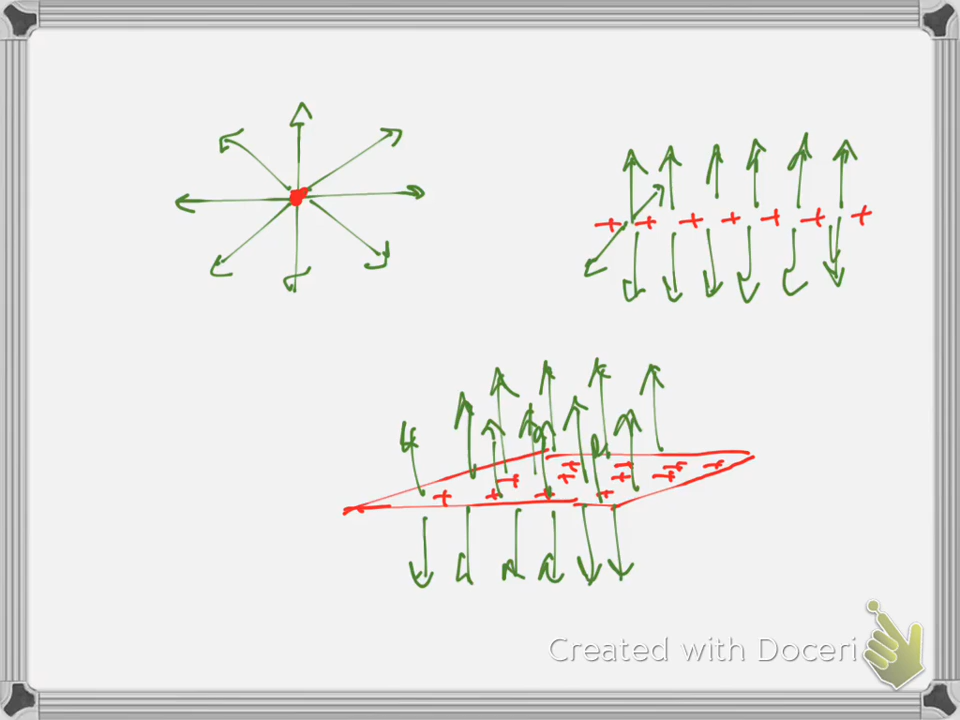 + + + + + + +
+ + + + +
+ + + +
+ + + +
Created with Doceri